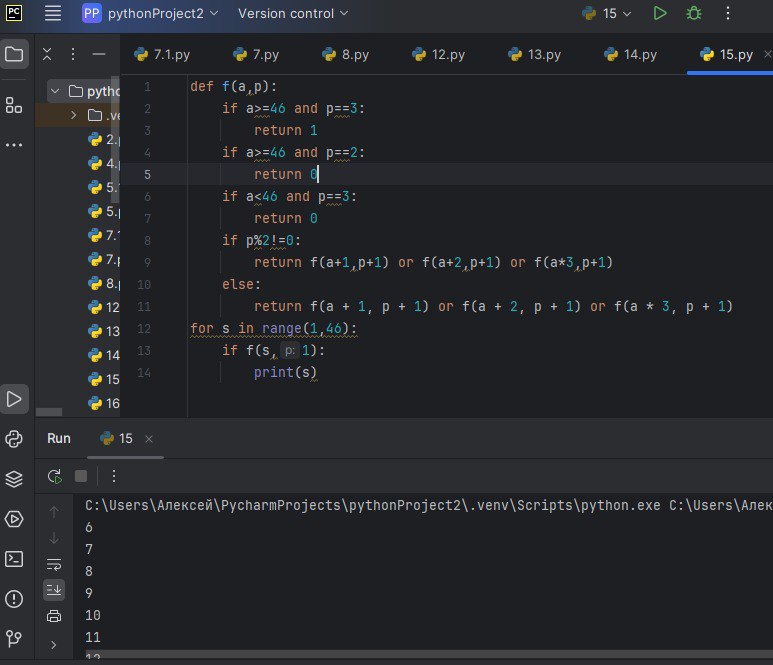 PC
PP pythonProject2 Version control 15
7.1.py 7.py 8.py 12.py 13.py 14.py 15.py
pythc
.ve
2.
4.
5.1
5.
7.1
7.
8.
12
13
14
15
16
1 def f(a,p):
2 if a>=46 and p==3:
3 return 1
4 if a>=46 and p==2:
5 return 0
6 if a<46 and p==3:
7 return 0
8 if p%2!=0:
9 return f(a+1,p+1) or f(a+2,p+1) or f(a*3,p+1)
10 else:
11 return f(a + 1, p + 1) or f(a + 2, p + 1) or f(a * 3, p + 1)
12 for s in range(1,46):
13 if f(s, p: 1):
14 print(s)
Run 15
C:\Users\Алексей\PycharmProjects\pythonProject2\.venv\Scripts\python.exe C:\Users\Алек
6
7
8
9
10
11
12